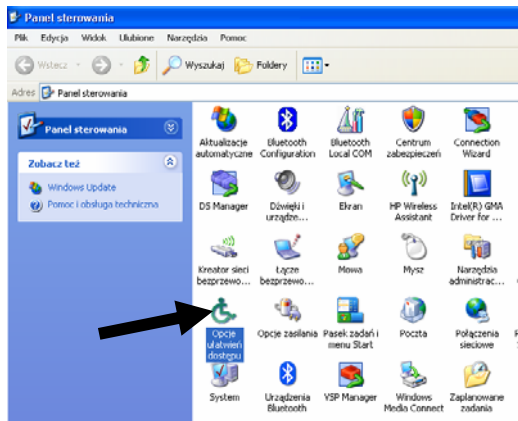 Panel sterowania
Plik Edycja Widok Ulubione Narzędzia Pomoc
Wstecz Wyszukaj Foldery
Adres Panel sterowania
Panel sterowania
Zobacz też
Windows Update
Pomoc i obsługa techniczna
Aktualizacje automatyczne
Bluetooth Configuration
Bluetooth Local COM
Centrum zabezpieczeń
Connection Wizard
DS Manager
Dźwięki i urządze...
Ekran
HP Wireless Assistant
Intel(R) GMA Driver for ...
Kreator sieci bezprzewo...
Łącze bezprzewo...
Mowa
Mysz
Narzędzia administrac...
Opcje ułatwień dostępu
Opcje zasilania
Pasek zadań i menu Start
Poczta
Połączenia sieciowe
System
Urządzenia Bluetooth
VSP Manager
Windows Media Connect
Zaplanowane zadania